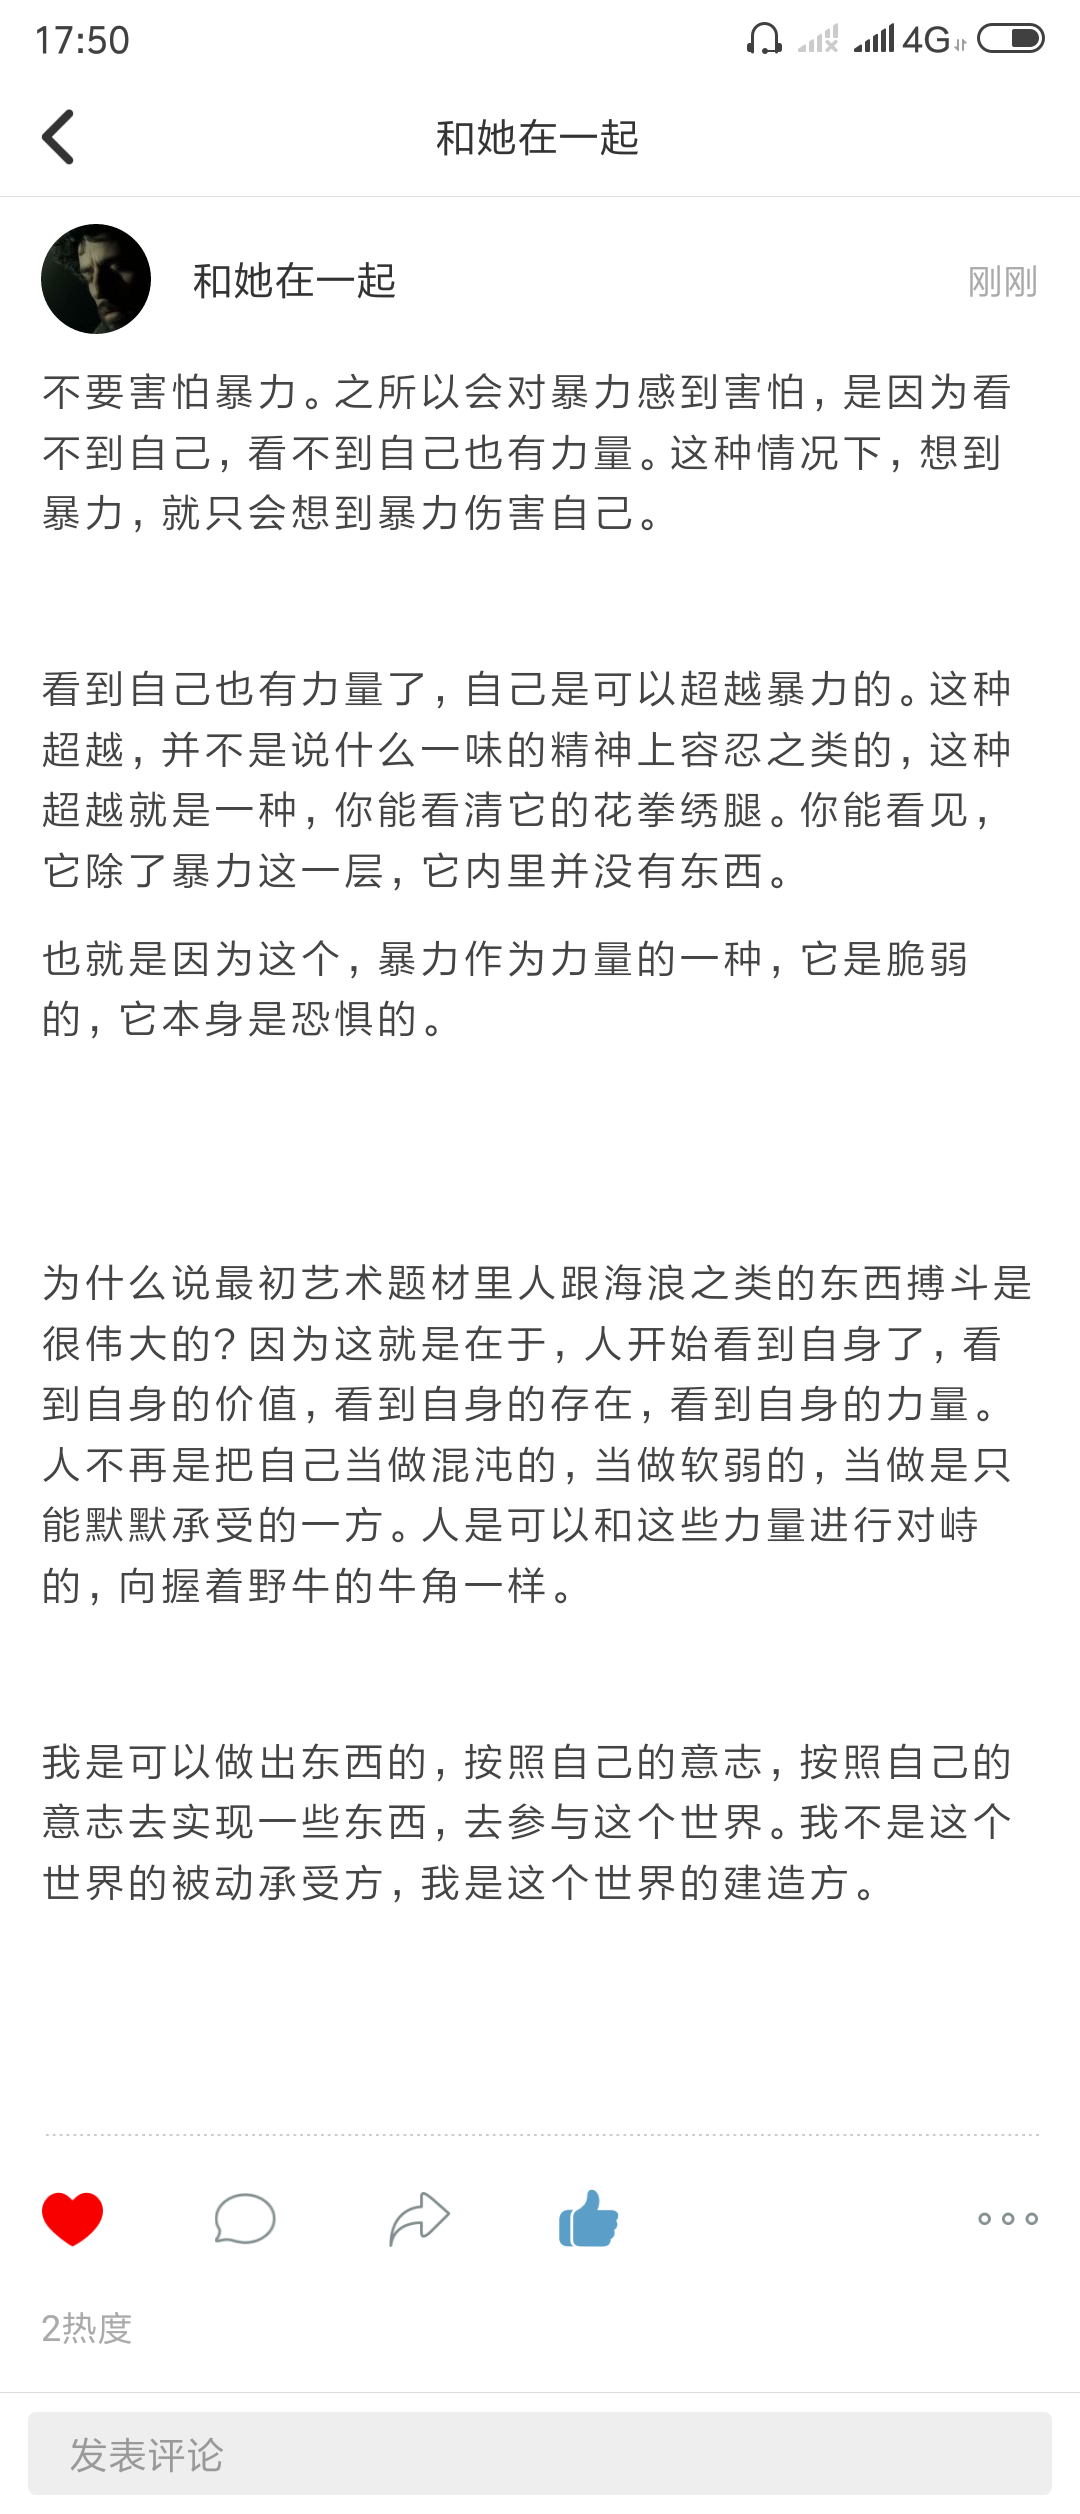 17:50
4G
和她在一起
和她在一起
刚刚
不要害怕暴力。之所以会对暴力感到害怕，是因为看
不到自己，看不到自己也有力量。这种情况下，想到
暴力，就只会想到暴力伤害自己。
看到自己也有力量了，自己是可以超越暴力的。这种
超越，并不是说什么一味的精神上容忍之类的，这种
超越就是一种，你能看清它的花拳绣腿。你能看见，
它除了暴力这一层，它内里并没有东西。
也就是因为这个，暴力作为力量的一种，它是脆弱
的，它本身是恐惧的。
为什么说最初艺术题材里人跟海浪之类的东西搏斗是
很伟大的？因为这就是在于，人开始看到自身了，看
到自身的价值，看到自身的存在，看到自身的力量。
人不再是把自己当做混沌的，当做软弱的，当做是只
能默默承受的一方。人是可以和这些力量进行对峙
的，向握着野牛的牛角一样。
我是可以做出东西的，按照自己的意志，按照自己的
意志去实现一些东西，去参与这个世界。我不是这个
世界的被动承受方，我是这个世界的建造方。
2热度
发表评论